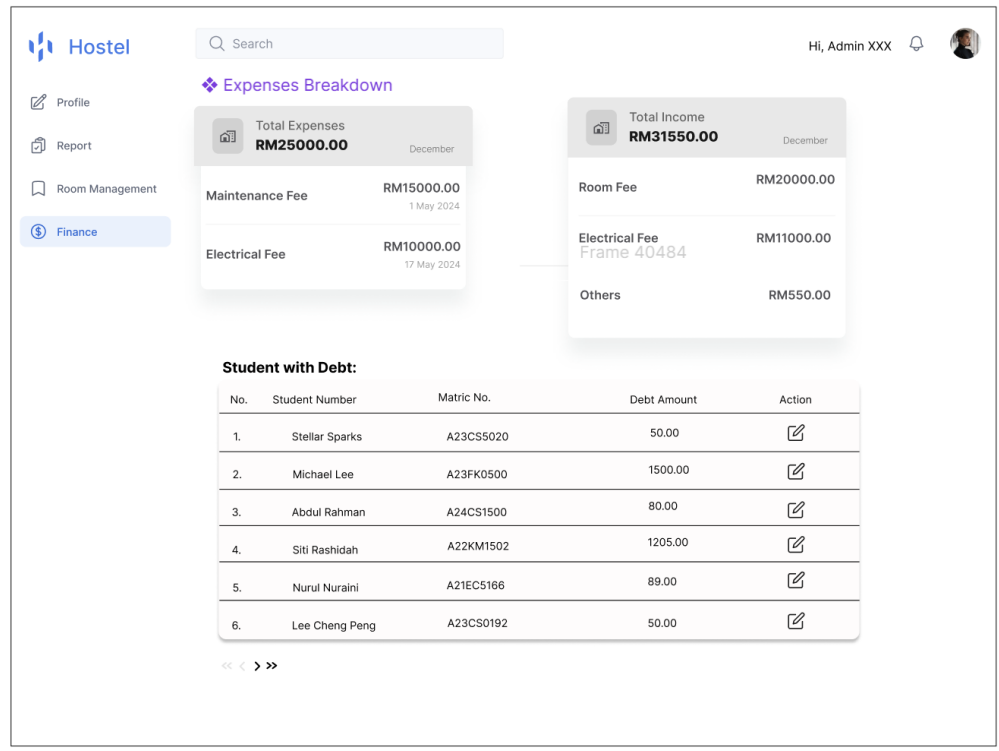 Hostel
Search
Hi, Admin XXX
Profile
Report
Room Management
Finance
Expenses Breakdown
Total Expenses
RM25000.00
December
Maintenance Fee
RM15000.00
1 May 2024
Electrical Fee
RM10000.00
17 May 2024
Total Income
RM31550.00
December
Room Fee
RM20000.00
Electrical Fee
RM11000.00
Frame 40484
Others
RM550.00
Student with Debt:
No. Student Number Matric No. Debt Amount Action
1. Stellar Sparks A23CS5020 50.00
2. Michael Lee A23FK0500 1500.00
3. Abdul Rahman A24CS1500 80.00
4. Siti Rashidah A22KM1502 1205.00
5. Nurul Nuraini A21EC5166 89.00
6. Lee Cheng Peng A23CS0192 50.00